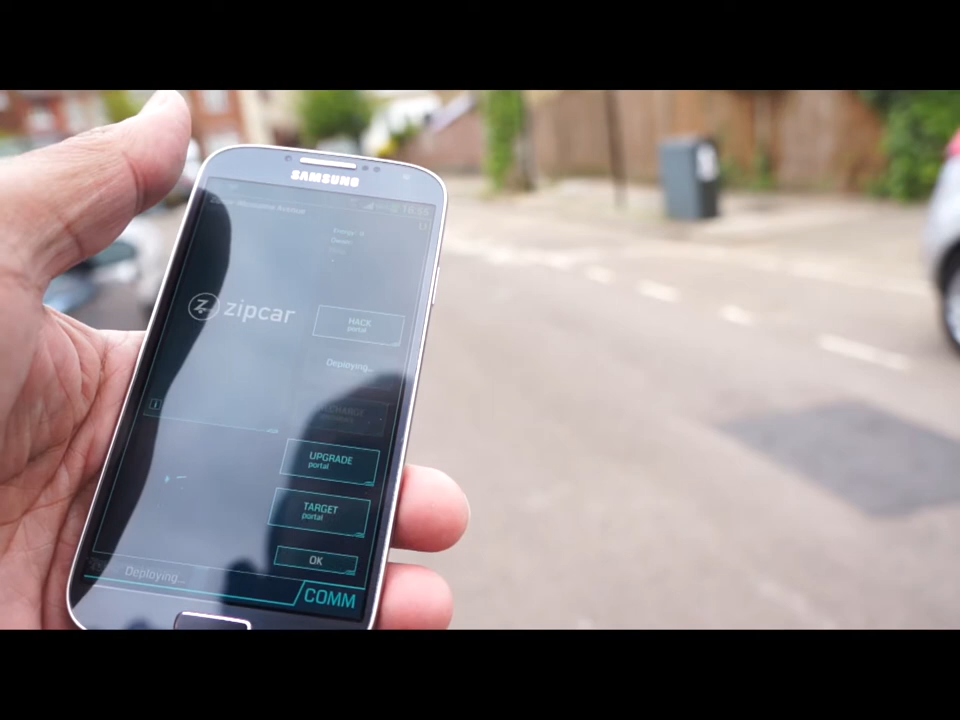 SAMSUNG
zipcar
HACK
portal
Deploying...
UPGRADE
portal
TARGET
portal
OK
Deploying...
COMM